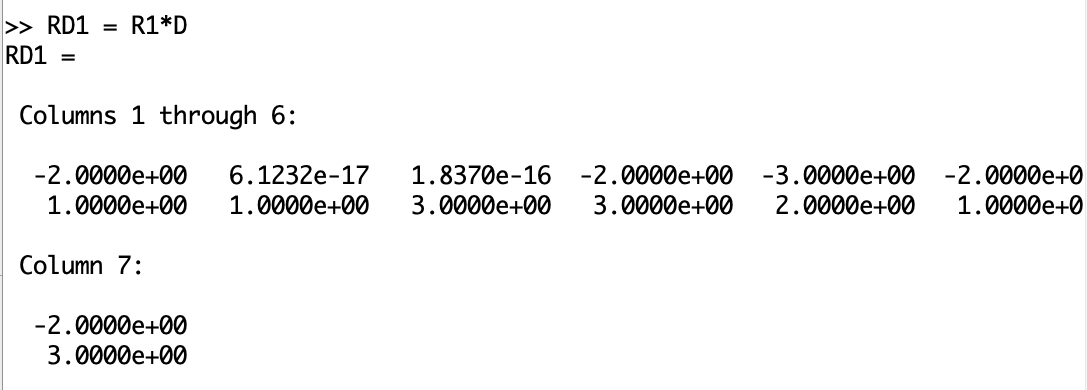 >> RD1 = R1*D
RD1 =
Columns 1 through 6:
-2.0000e+00 6.1232e-17 1.8370e-16 -2.0000e+00 -3.0000e+00 -2.0000e+0
1.0000e+00 1.0000e+00 3.0000e+00 3.0000e+00 2.0000e+00 1.0000e+0
Column 7:
-2.0000e+00
3.0000e+00